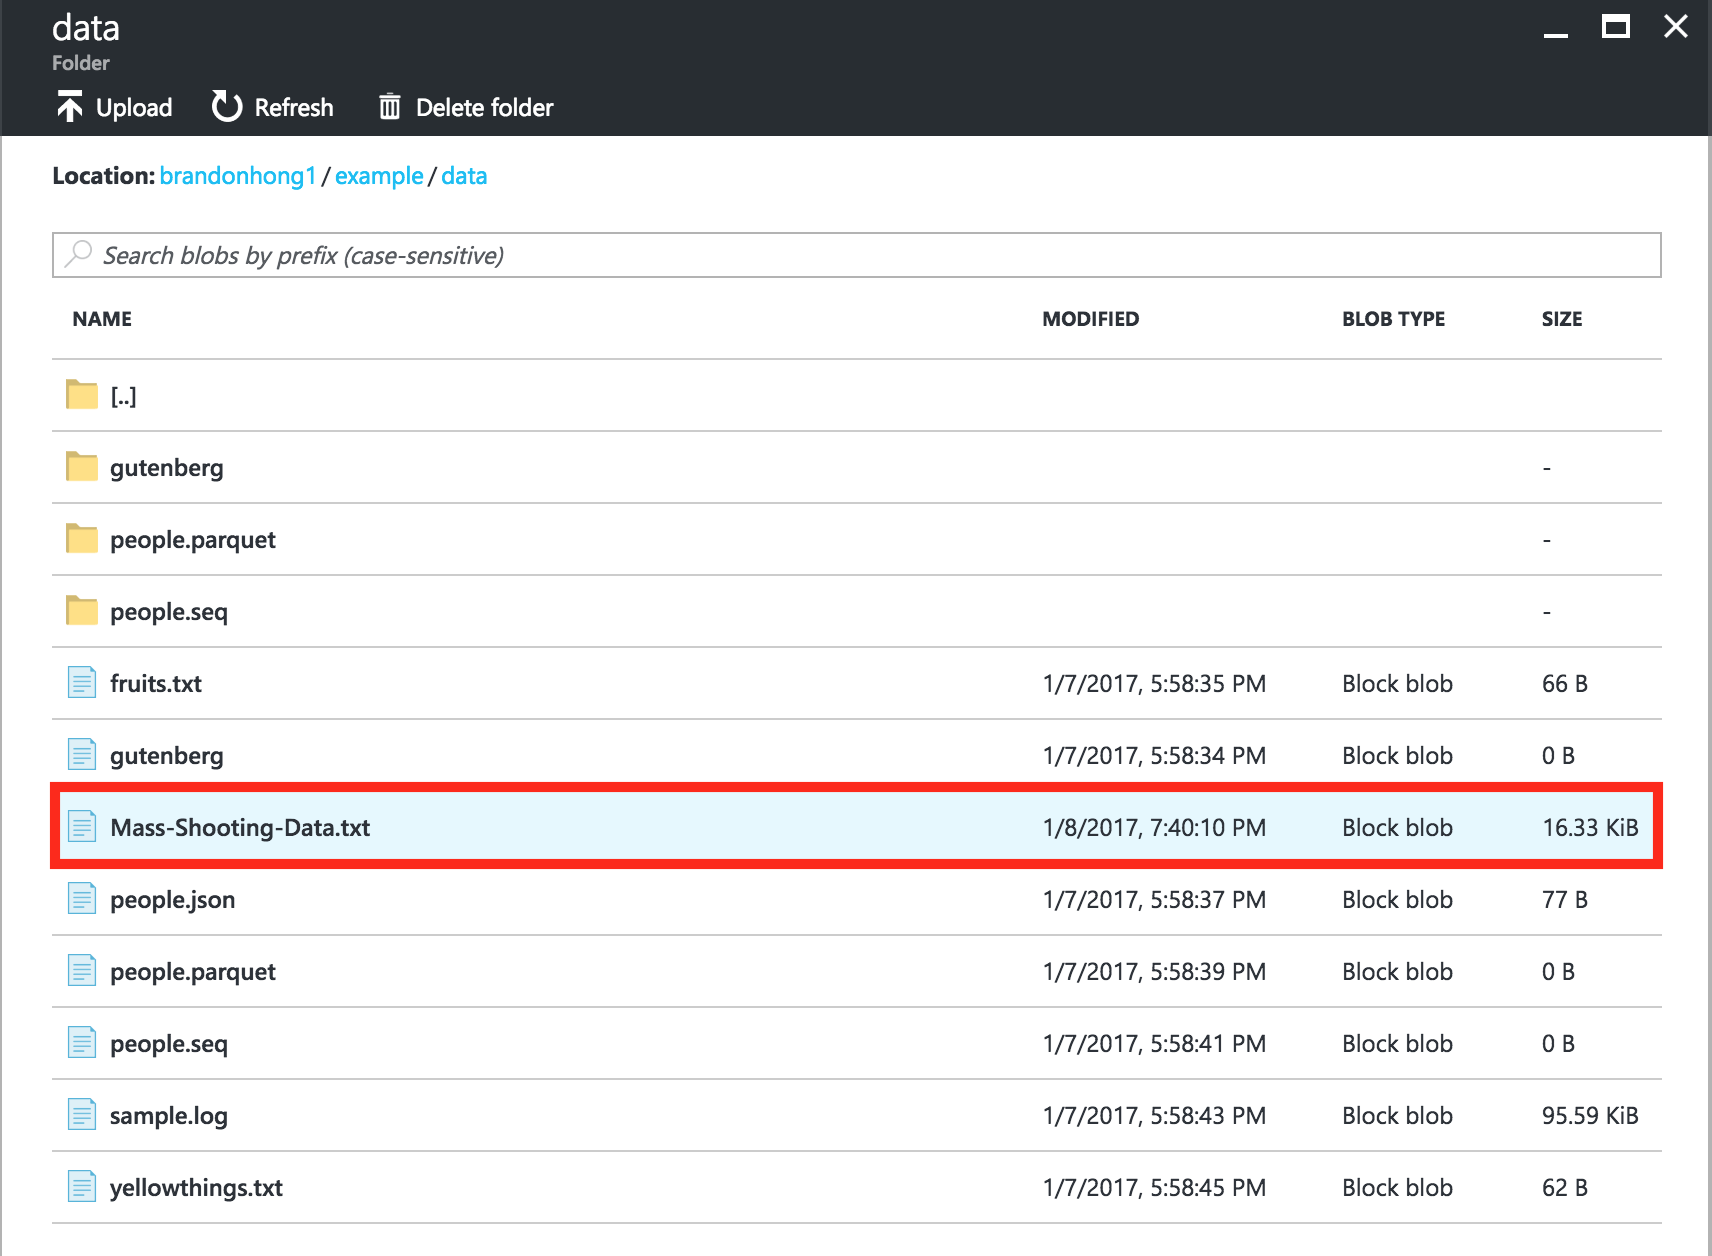 data
Folder
Upload Refresh Delete folder
Location: brandonhong1 / example / data
Search blobs by prefix (case-sensitive)
NAME MODIFIED BLOB TYPE SIZE
[..]
gutenberg -
people.parquet -
people.seq -
fruits.txt 1/7/2017, 5:58:35 PM Block blob 66 B
gutenberg 1/7/2017, 5:58:34 PM Block blob 0 B
Mass-Shooting-Data.txt 1/8/2017, 7:40:10 PM Block blob 16.33 KiB
people.json 1/7/2017, 5:58:37 PM Block blob 77 B
people.parquet 1/7/2017, 5:58:39 PM Block blob 0 B
people.seq 1/7/2017, 5:58:41 PM Block blob 0 B
sample.log 1/7/2017, 5:58:43 PM Block blob 95.59 KiB
yellowthings.txt 1/7/2017, 5:58:45 PM Block blob 62 B